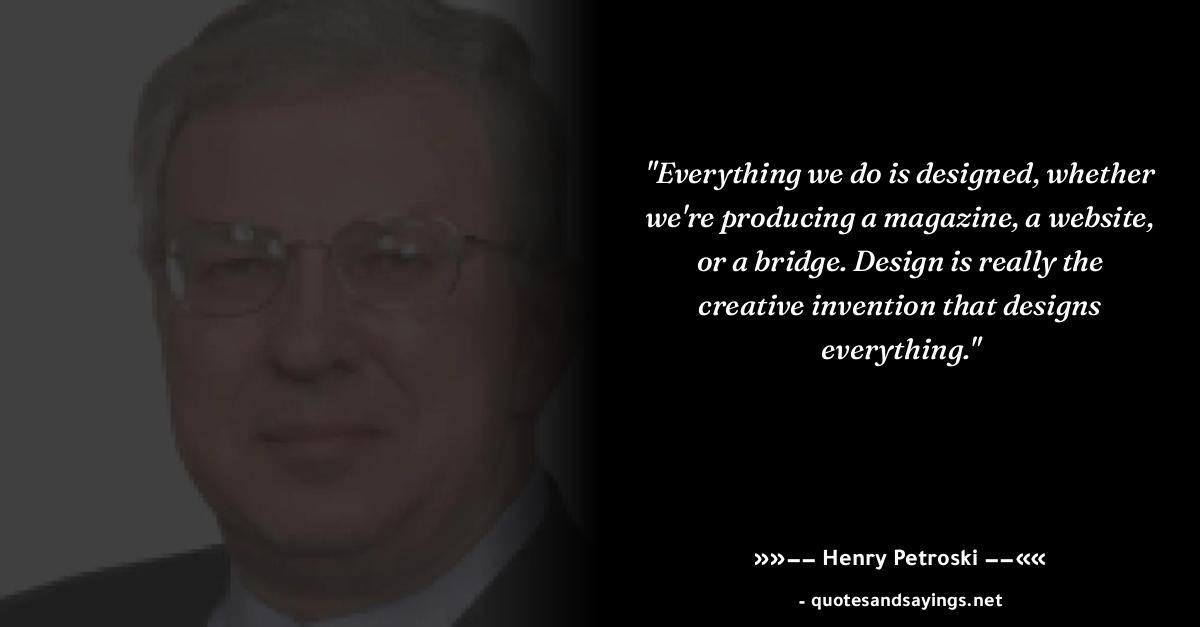 "Everything we do is designed, whether
we're producing a magazine, a website,
or a bridge. Design is really the
creative invention that designs
everything."
»»−− Henry Petroski −−««
- quotesandsayings.net